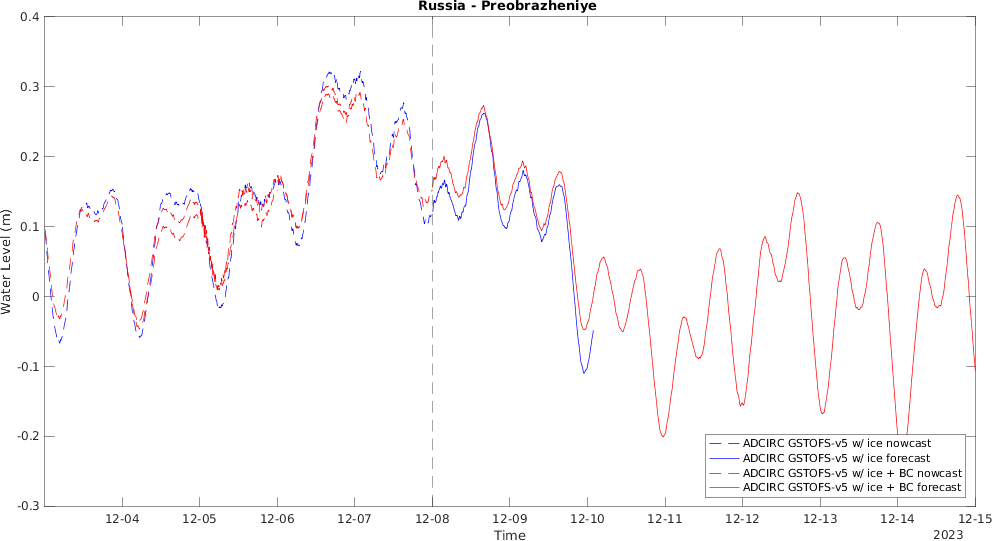 Russia - Preobrazheniye
0.4
0.3
0.2
0.1
0
-0.1
-0.2
-0.3
Water Level (m)
12-04 12-05 12-06 12-07 12-08 12-09 12-10 12-11 12-12 12-13 12-14 12-15
Time
2023
ADCIRC GSTOFS-v5 w/ ice nowcast
ADCIRC GSTOFS-v5 w/ ice forecast
ADCIRC GSTOFS-v5 w/ ice + BC nowcast
ADCIRC GSTOFS-v5 w/ ice + BC forecast